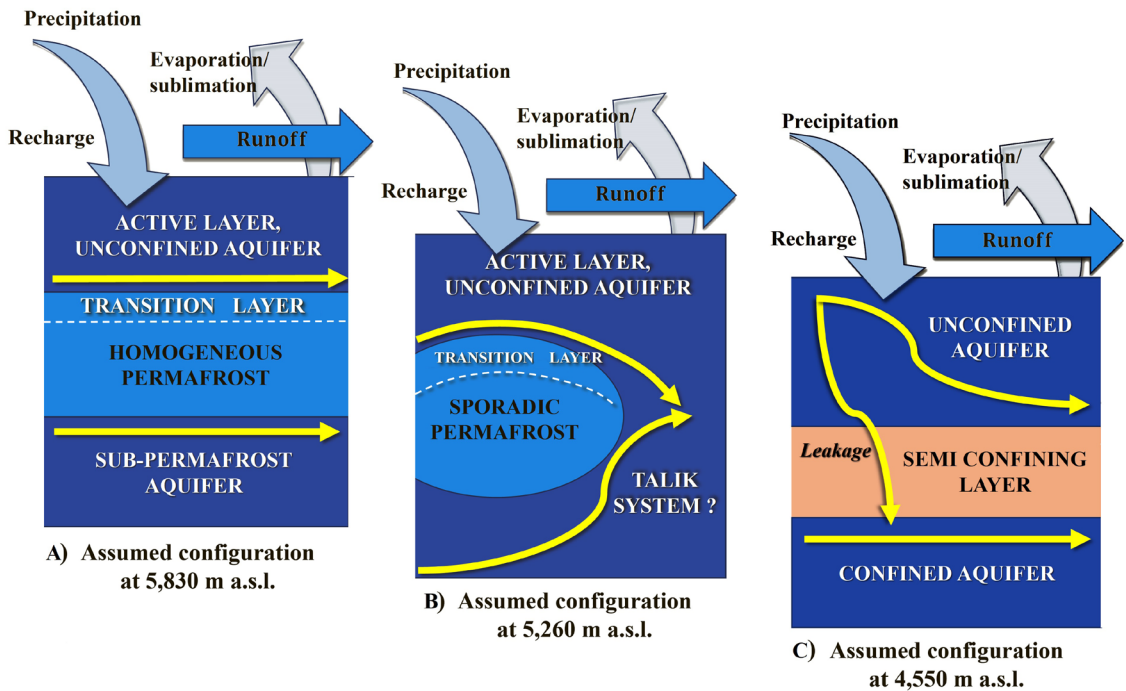 Precipitation
Evaporation/
sublimation
Recharge
Runoff
ACTIVE LAYER,
UNCONFINED AQUIFER
TRANSITION LAYER
HOMOGENEOUS
PERMAFROST
SUB-PERMAFROST
AQUIFER
A) Assumed configuration
at 5,830 m a.s.l.
Precipitation
Evaporation/
sublimation
Recharge
Runoff
ACTIVE LAYER,
UNCONFINED AQUIFER
TRANSITION LAYER
SPORADIC
PERMAFROST
TALIK
SYSTEM ?
B) Assumed configuration
at 5,260 m a.s.l.
Precipitation
Evaporation/
sublimation
Recharge
Runoff
UNCONFINED
AQUIFER
Leakage
SEMI CONFINING
LAYER
CONFINED AQUIFER
C) Assumed configuration
at 4,550 m a.s.l.